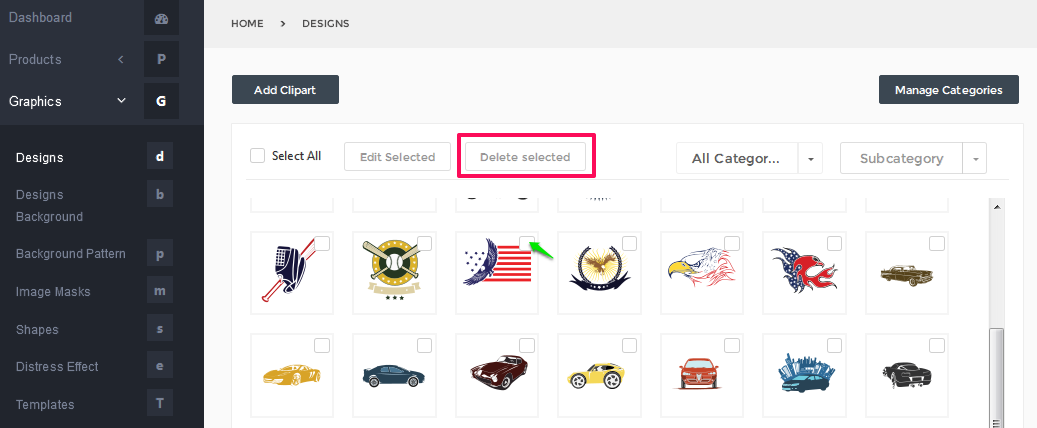 Dashboard
Products
P
Graphics
G
Designs
d
Designs
Background
b
Background Pattern
p
Image Masks
m
Shapes
s
Distress Effect
e
Templates
T
HOME > DESIGNS
Add Clipart
Manage Categories
Select All
Edit Selected
Delete selected
All Categor...
Subcategory